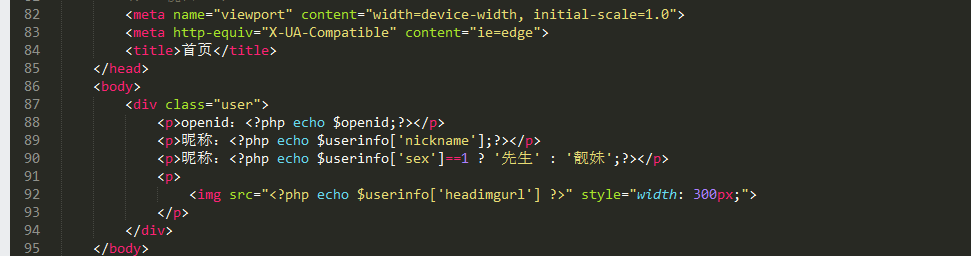 82 <meta name="viewport" content="width=device-width, initial-scale=1.0">
83 <meta http-equiv="X-UA-Compatible" content="ie=edge">
84 <title>首页</title>
85 </head>
86 <body>
87 <div class="user">
88 <p>openid：<?php echo $openid;?></p>
89 <p>昵称：<?php echo $userinfo['nickname'];?></p>
90 <p>昵称：<?php echo $userinfo['sex']==1 ? '先生' : '靓妹';?></p>
91 <p>
92 <img src="<?php echo $userinfo['headimgurl'] ?>" style="width: 300px;">
93 </p>
94 </div>
95 </body>